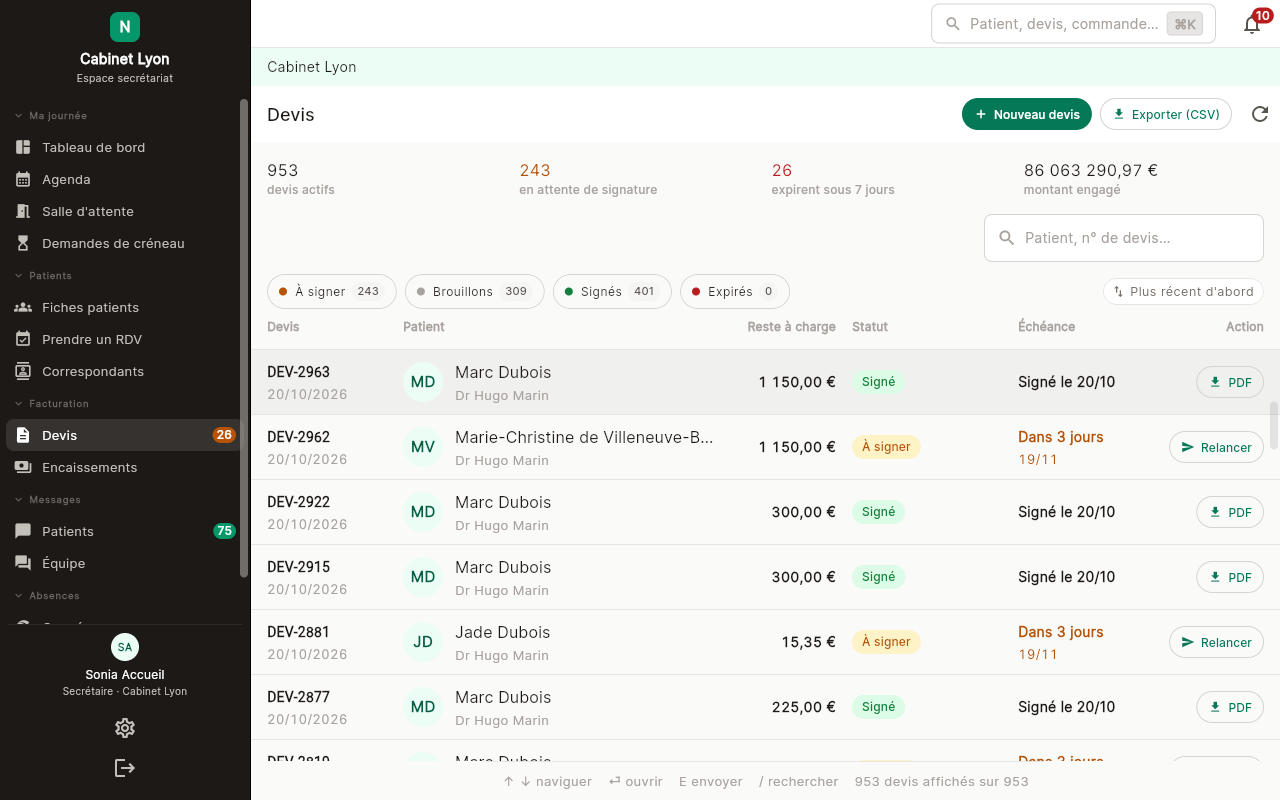 N
Cabinet Lyon
Espace secrétariat
Ma journée
Tableau de bord
Agenda
Salle d'attente
Demandes de créneau
Patients
Fiches patients
Prendre un RDV
Correspondants
Facturation
Devis 26
Encaissements
Messages
Patients 75
Équipe
Absences
SA
Sonia Accueil
Secrétaire · Cabinet Lyon
Patient, devis, commande... ⌘K
10
Cabinet Lyon
Devis
+ Nouveau devis
Exporter (CSV)
953
devis actifs
243
en attente de signature
26
expirent sous 7 jours
86 063 290,97 €
montant engagé
Patient, n° de devis...
À signer 243
Brouillons 309
Signés 401
Expirés 0
Plus récent d'abord
Devis Patient Reste à charge Statut Échéance Action
DEV-2963 MD Marc Dubois 1 150,00 € Signé Signé le 20/10 PDF
20/10/2026 Dr Hugo Marin
DEV-2962 MV Marie-Christine de Villeneuve-B... 1 150,00 € À signer Dans 3 jours Relancer
20/10/2026 Dr Hugo Marin 19/11
DEV-2922 MD Marc Dubois 300,00 € Signé Signé le 20/10 PDF
20/10/2026 Dr Hugo Marin
DEV-2915 MD Marc Dubois 300,00 € Signé Signé le 20/10 PDF
20/10/2026 Dr Hugo Marin
DEV-2881 JD Jade Dubois 15,35 € À signer Dans 3 jours Relancer
20/10/2026 Dr Hugo Marin 19/11
DEV-2877 MD Marc Dubois 225,00 € Signé Signé le 20/10 PDF
20/10/2026 Dr Hugo Marin
DEV-2819 Marc Dubois Dans 3 jours
↑ ↓ naviguer ⏎ ouvrir E envoyer / rechercher 953 devis affichés sur 953